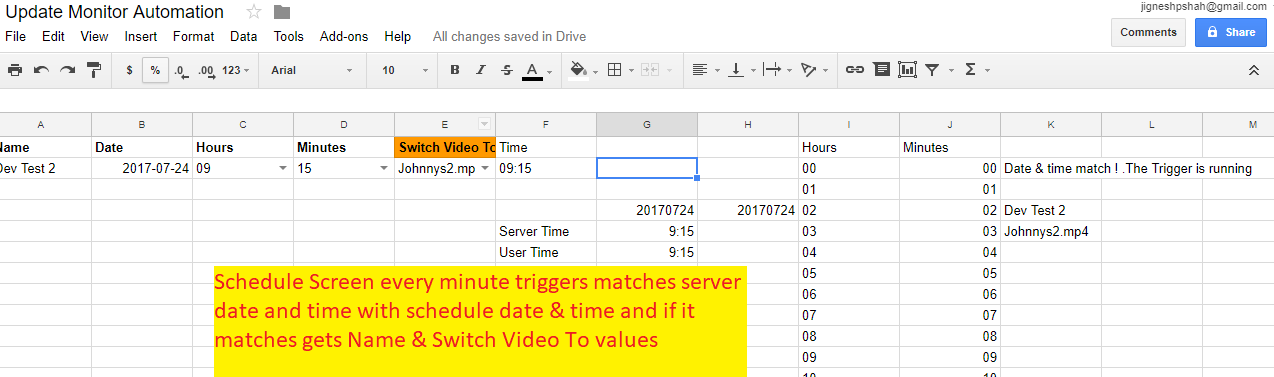 jigneshpshah@gmail.com
Update Monitor Automation
File Edit View Insert Format Data Tools Add-ons Help All changes saved in Drive
Comments Share
$ % .0 .00 123 Arial 10 B I S A Σ
A B C D E F G H I J K L M
Name Date Hours Minutes Switch Video To Time Hours Minutes
Dev Test 2 2017-07-24 09 15 Johnnys2.mp 09:15 00 00 Date & time match ! .The Trigger is running
01 01
20170724 20170724 02 02 Dev Test 2
Server Time 9:15 03 03 Johnnys2.mp4
User Time 9:15 04 04
05 05
06 06
07 07
08 08
09 09
10 10
Schedule Screen every minute triggers matches server
date and time with schedule date & time and if it
matches gets Name & Switch Video To values